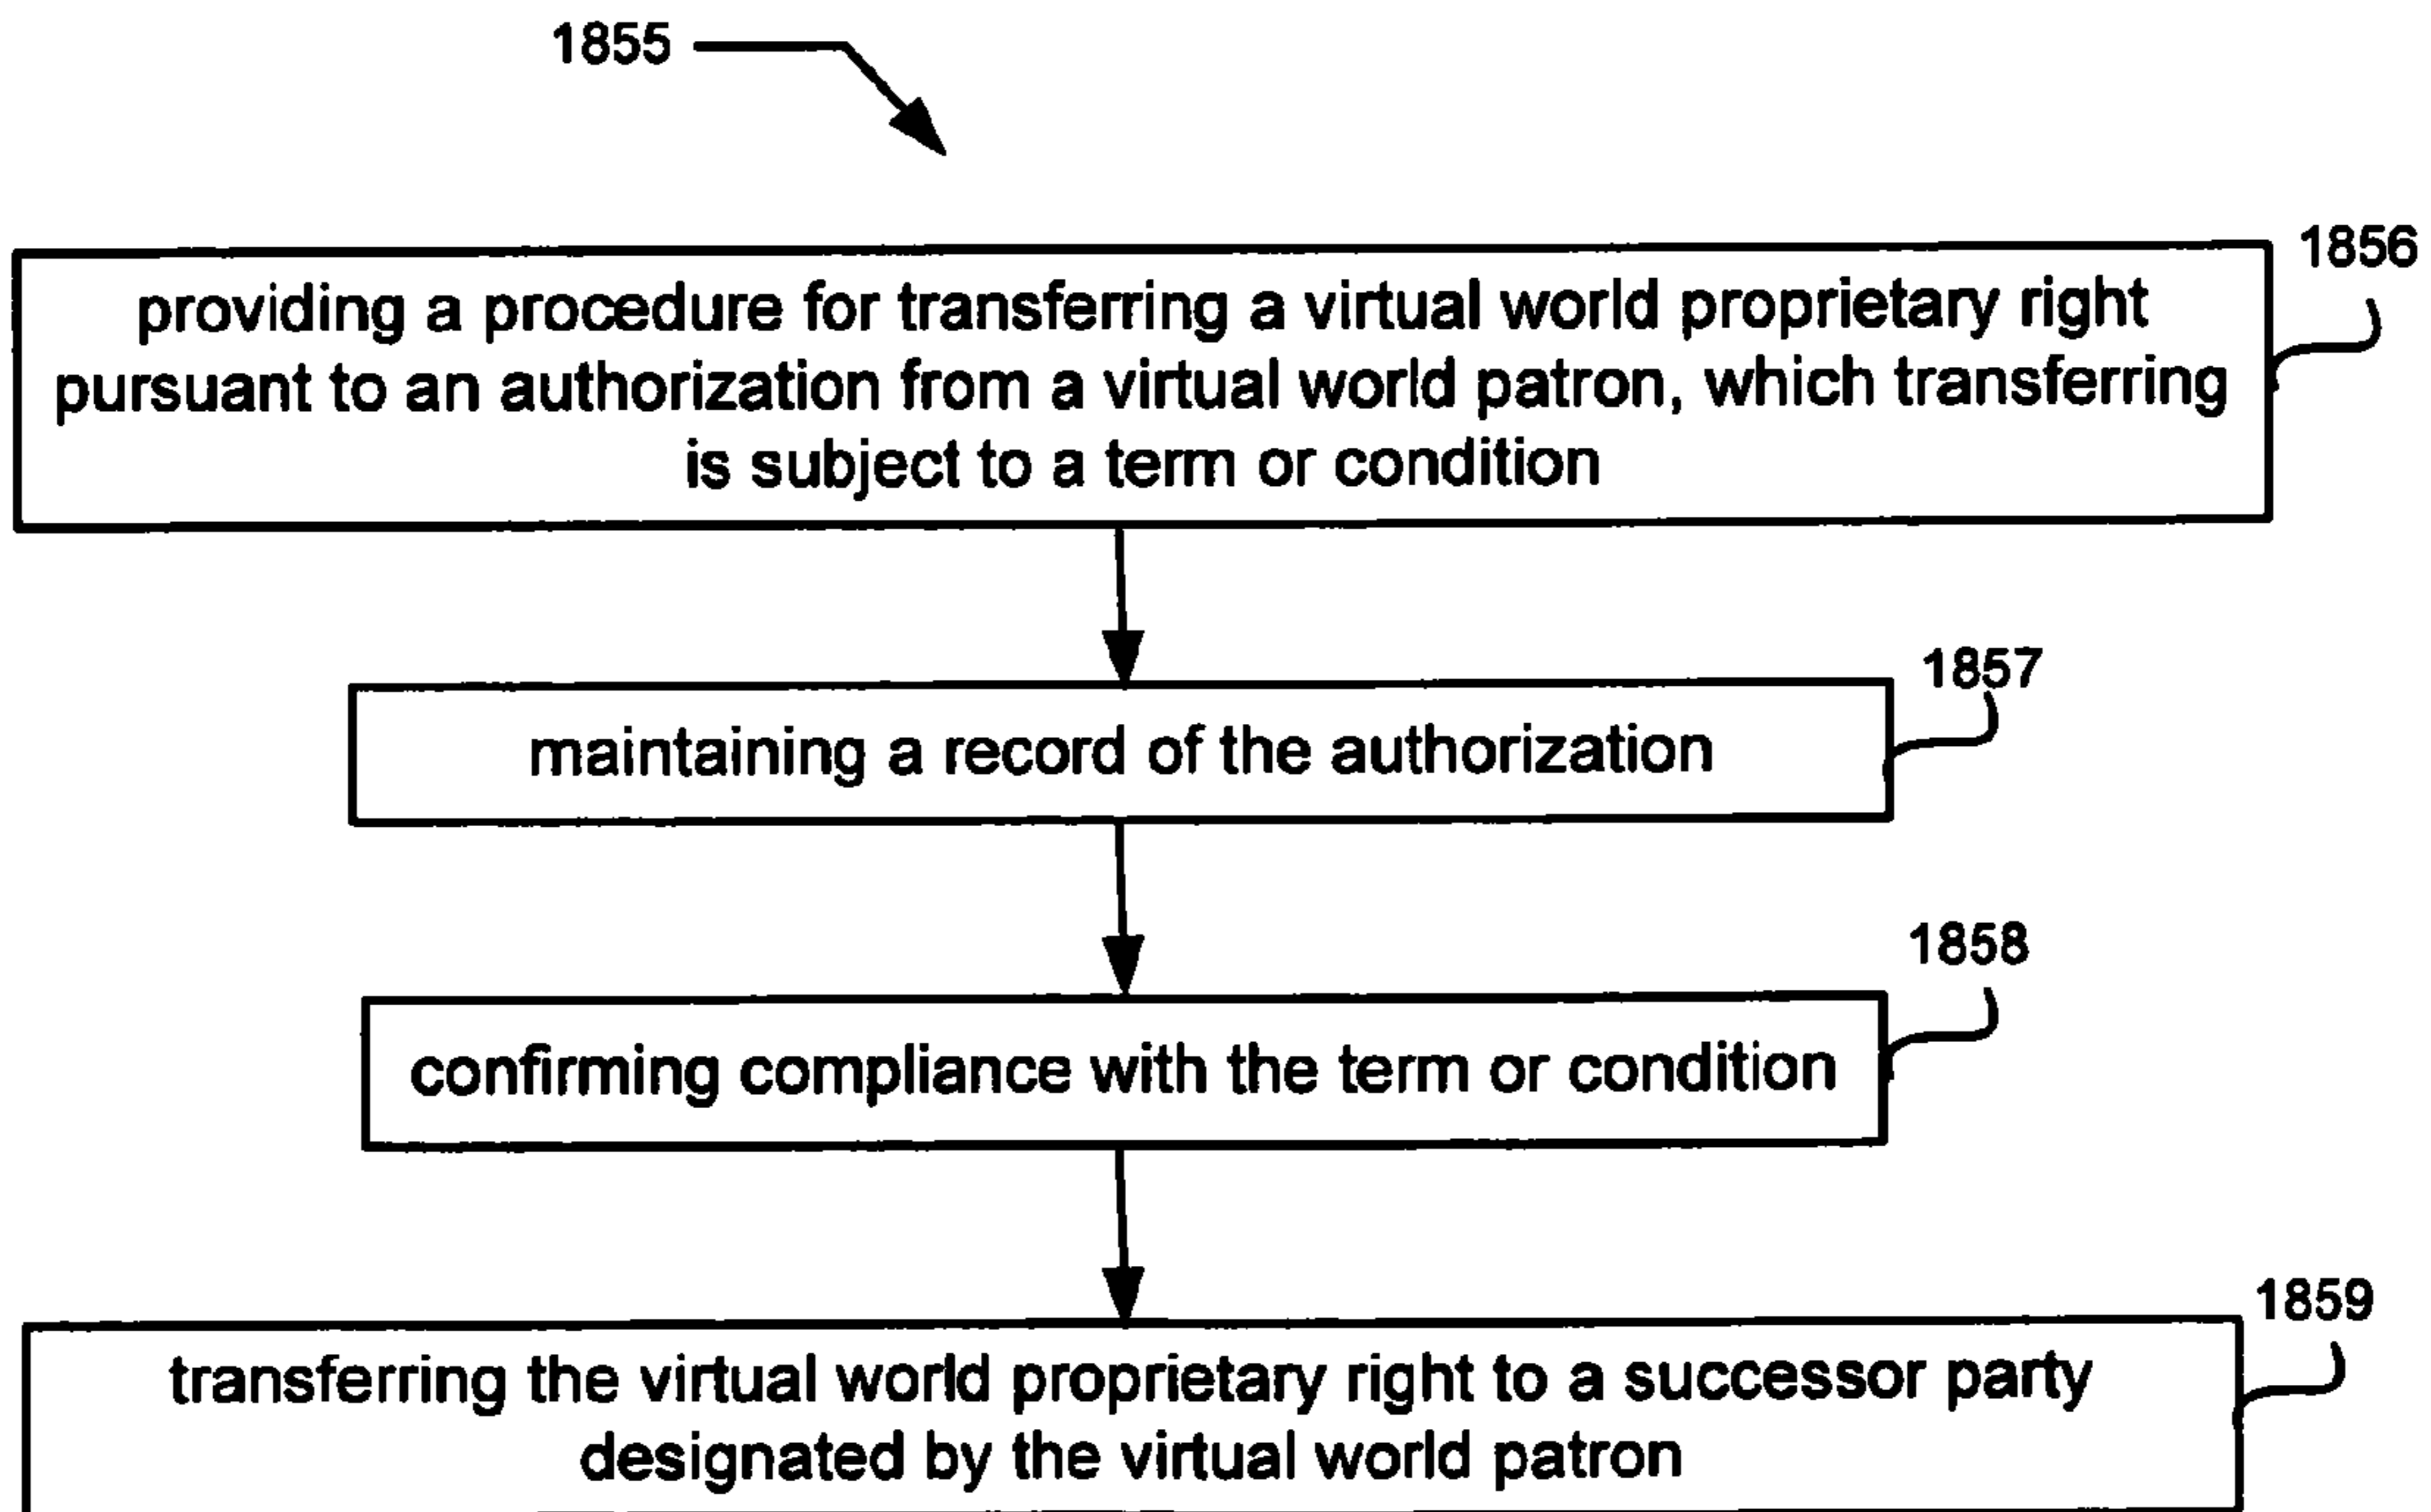 1855
1856
providing a procedure for transferring a virtual world proprietary right
pursuant to an authorization from a virtual world patron, which transferring
is subject to a term or condition
1857
maintaining a record of the authorization
1858
confirming compliance with the term or condition
1859
transferring the virtual world proprietary right to a successor party
designated by the virtual world patron